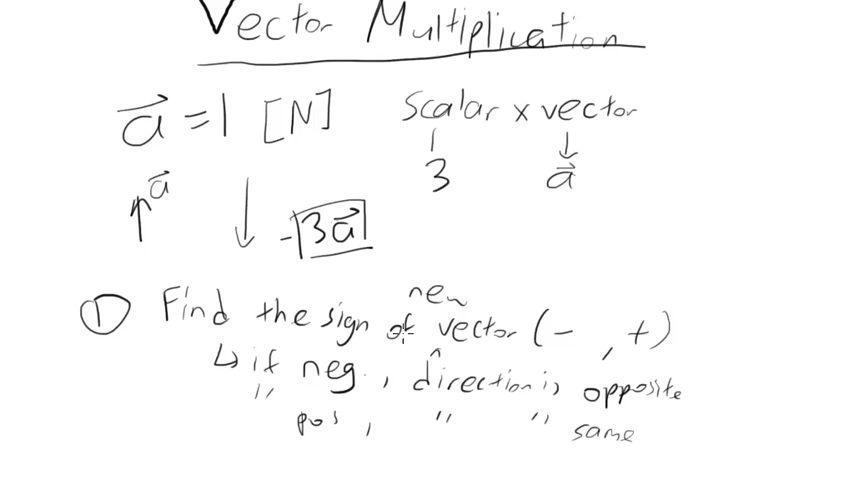 Vector Multiplication
a⃗ = 1 [N] scalar x vector
3 a⃗
a⃗ -3a⃗
① Find the sign of new vector (- , +)
↳ if neg, direction is opposite
" pos, " " same